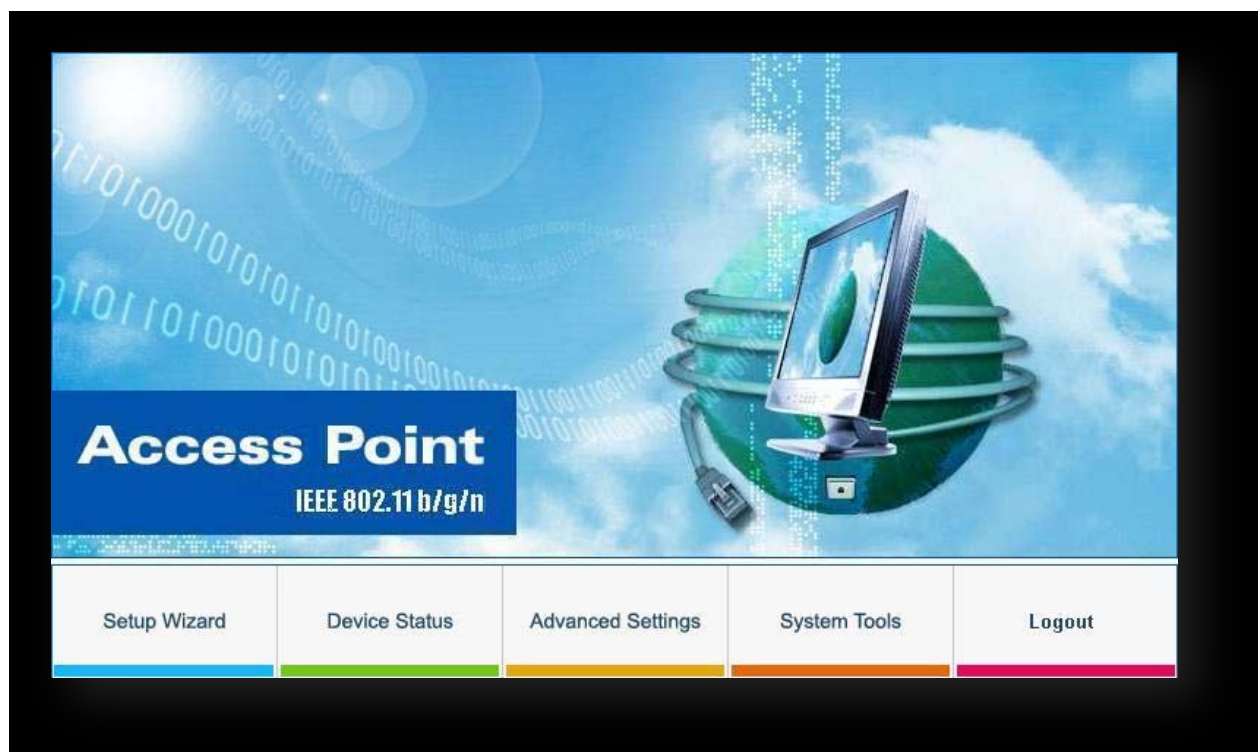 Access Point
IEEE 802.11 b/g/n
Setup Wizard
Device Status
Advanced Settings
System Tools
Logout